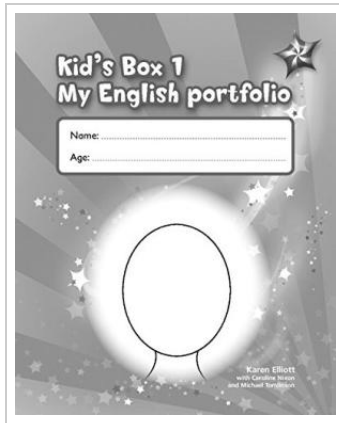 Kid's Box 1
My English portfolio
Name:
Age:
Karen Elliott
with Caroline Nixon
and Michael Tomlinson